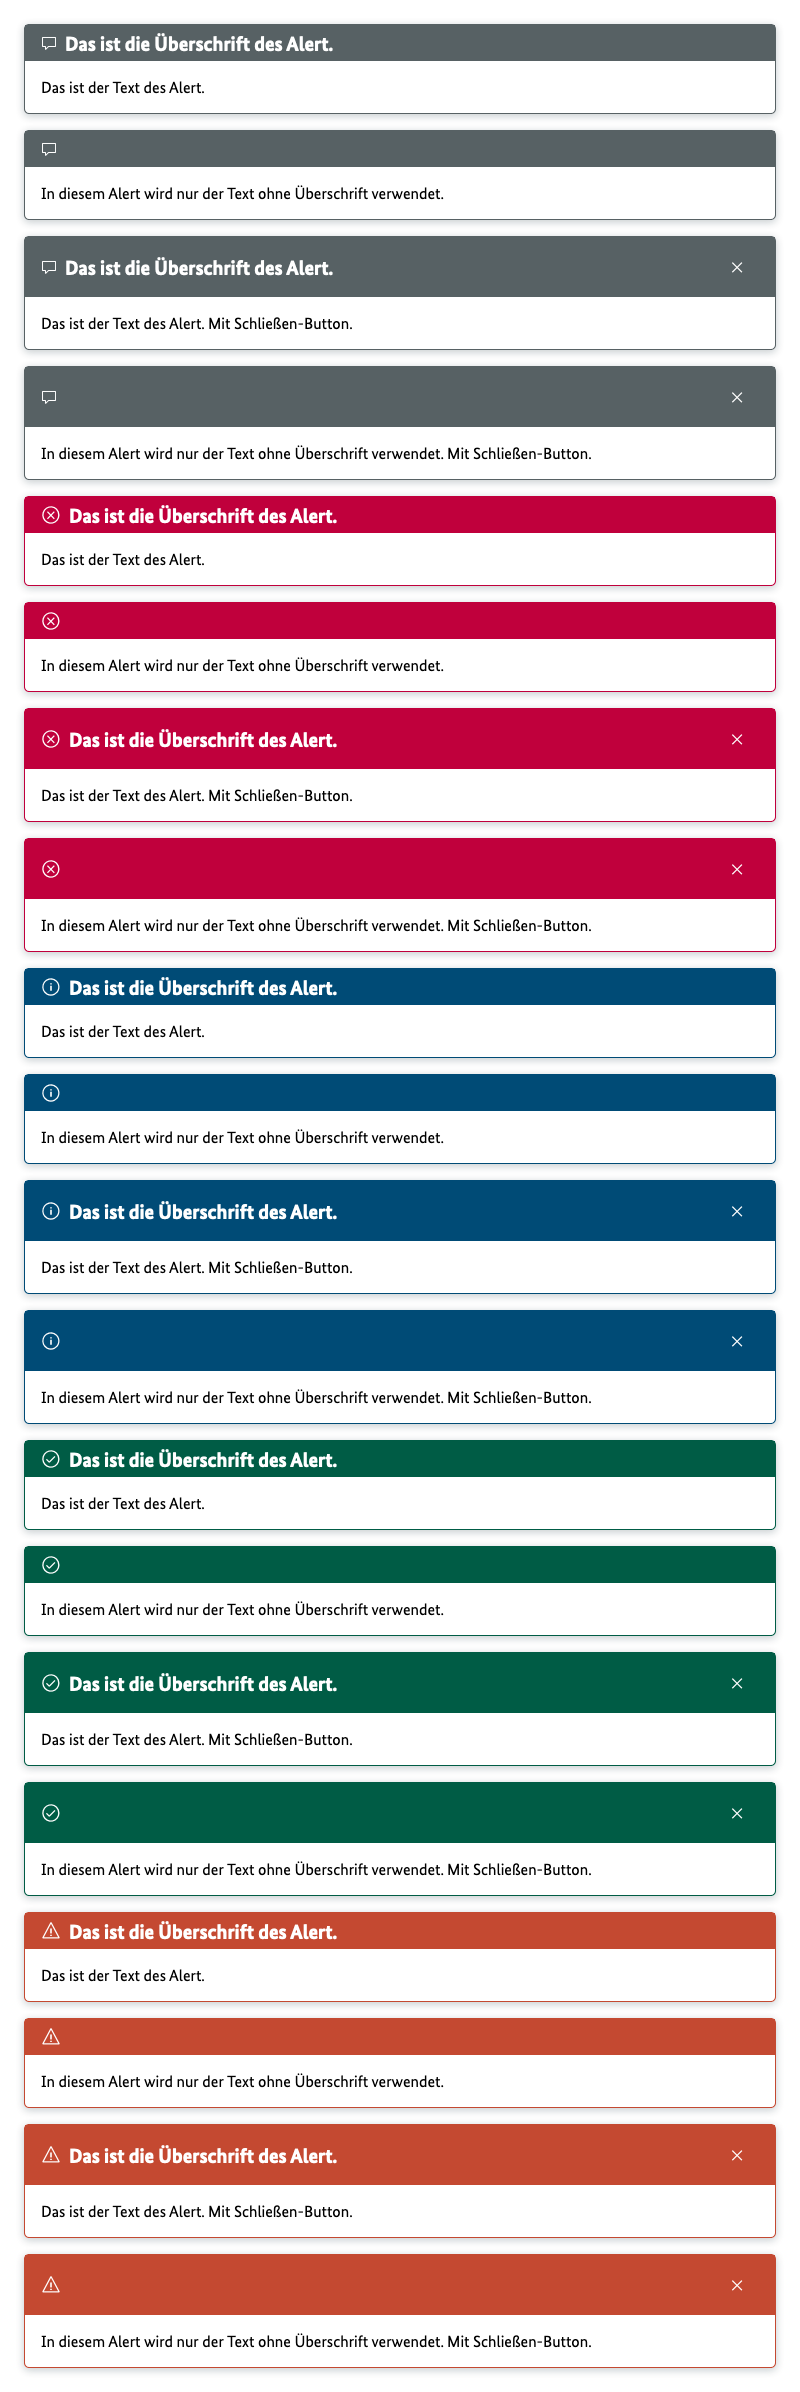 Das ist die Überschrift des Alert.
Das ist der Text des Alert.
In diesem Alert wird nur der Text ohne Überschrift verwendet.
Das ist die Überschrift des Alert.
Das ist der Text des Alert. Mit Schließen-Button.
In diesem Alert wird nur der Text ohne Überschrift verwendet. Mit Schließen-Button.
Das ist die Überschrift des Alert.
Das ist der Text des Alert.
In diesem Alert wird nur der Text ohne Überschrift verwendet.
Das ist die Überschrift des Alert.
Das ist der Text des Alert. Mit Schließen-Button.
In diesem Alert wird nur der Text ohne Überschrift verwendet. Mit Schließen-Button.
Das ist die Überschrift des Alert.
Das ist der Text des Alert.
In diesem Alert wird nur der Text ohne Überschrift verwendet.
Das ist die Überschrift des Alert.
Das ist der Text des Alert. Mit Schließen-Button.
In diesem Alert wird nur der Text ohne Überschrift verwendet. Mit Schließen-Button.
Das ist die Überschrift des Alert.
Das ist der Text des Alert.
In diesem Alert wird nur der Text ohne Überschrift verwendet.
Das ist die Überschrift des Alert.
Das ist der Text des Alert. Mit Schließen-Button.
In diesem Alert wird nur der Text ohne Überschrift verwendet. Mit Schließen-Button.
Das ist die Überschrift des Alert.
Das ist der Text des Alert.
In diesem Alert wird nur der Text ohne Überschrift verwendet.
Das ist die Überschrift des Alert.
Das ist der Text des Alert. Mit Schließen-Button.
In diesem Alert wird nur der Text ohne Überschrift verwendet. Mit Schließen-Button.